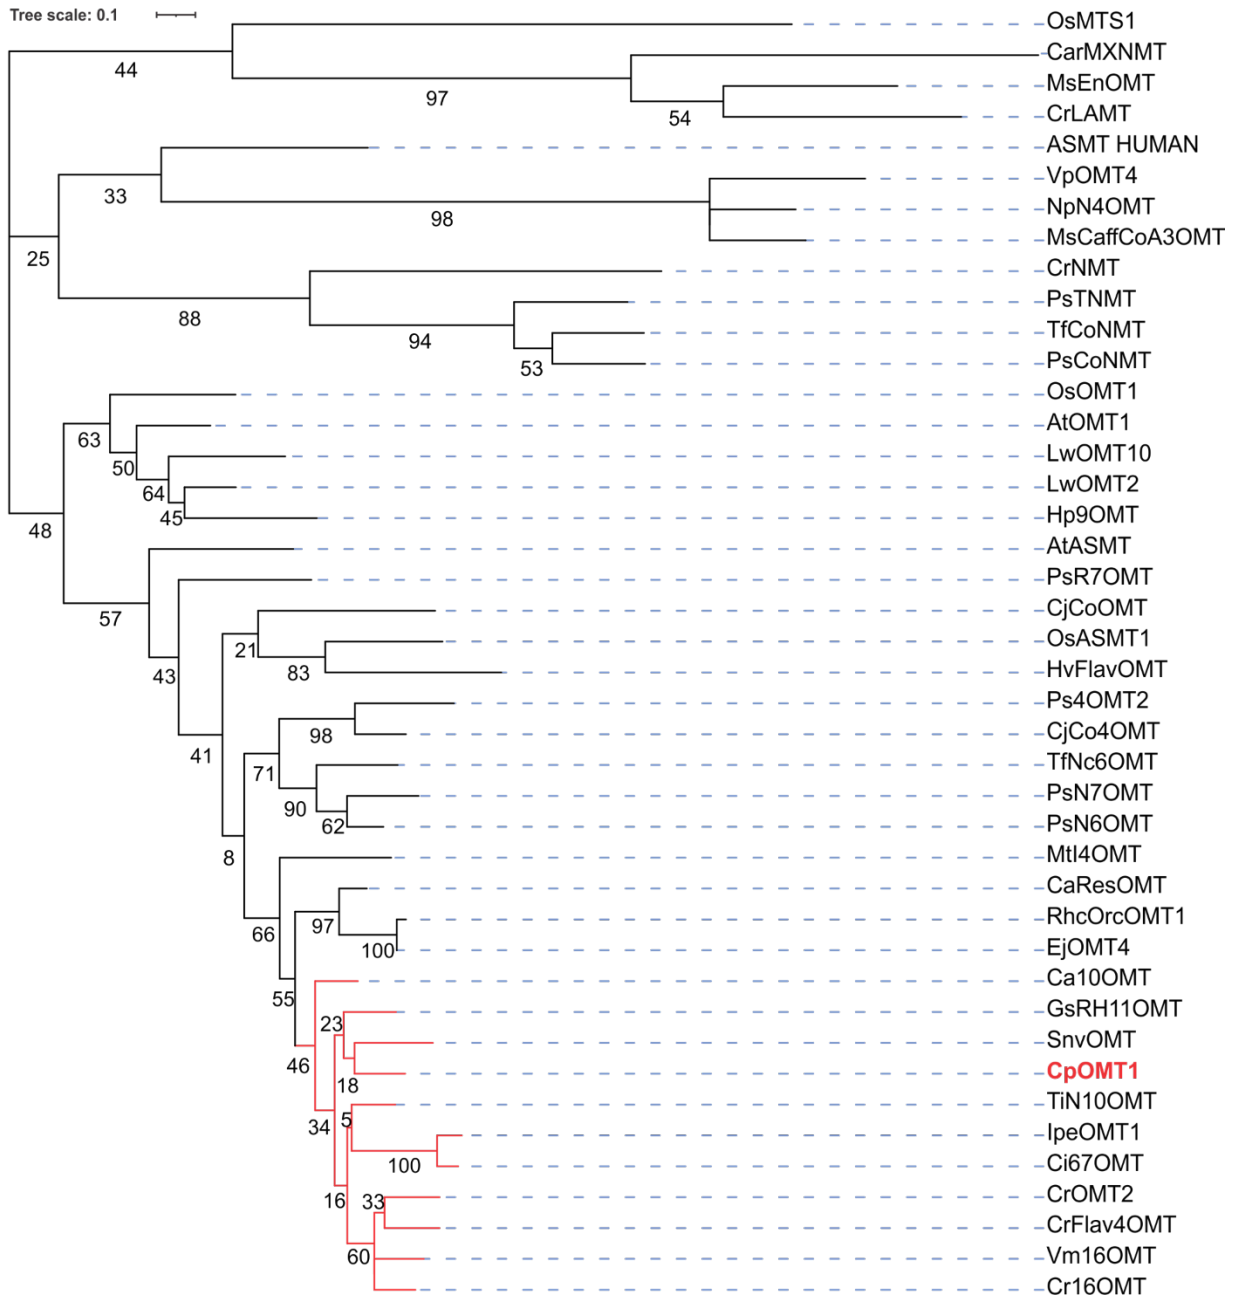 Tree scale: 0.1
OsMTS1
CarMXNMT
44
MsEnOMT
97
CrLAMT
54
ASMT HUMAN
VpOMT4
33
NpN4OMT
98
MsCaffCoA3OMT
25
CrNMT
PsTNMT
88
TfCoNMT
94
PsCoNMT
53
OsOMT1
AtOMT1
63
LwOMT10
50
LwOMT2
64
Hp9OMT
45
48
AtASMT
PsR7OMT
CjCoOMT
57
OsASMT1
21
HvFlavOMT
83
43
Ps4OMT2
CjCo4OMT
98
41
TfNc6OMT
71
PsN7OMT
90
PsN6OMT
62
MtI4OMT
8
CaResOMT
RhcOrcOMT1
97
66
EjOMT4
100
Ca10OMT
55
GsRH11OMT
23
SnvOMT
46
CpOMT1
18
TiN10OMT
5
34
IpeOMT1
Ci67OMT
100
CrOMT2
33
16
CrFlav4OMT
Vm16OMT
60
Cr16OMT